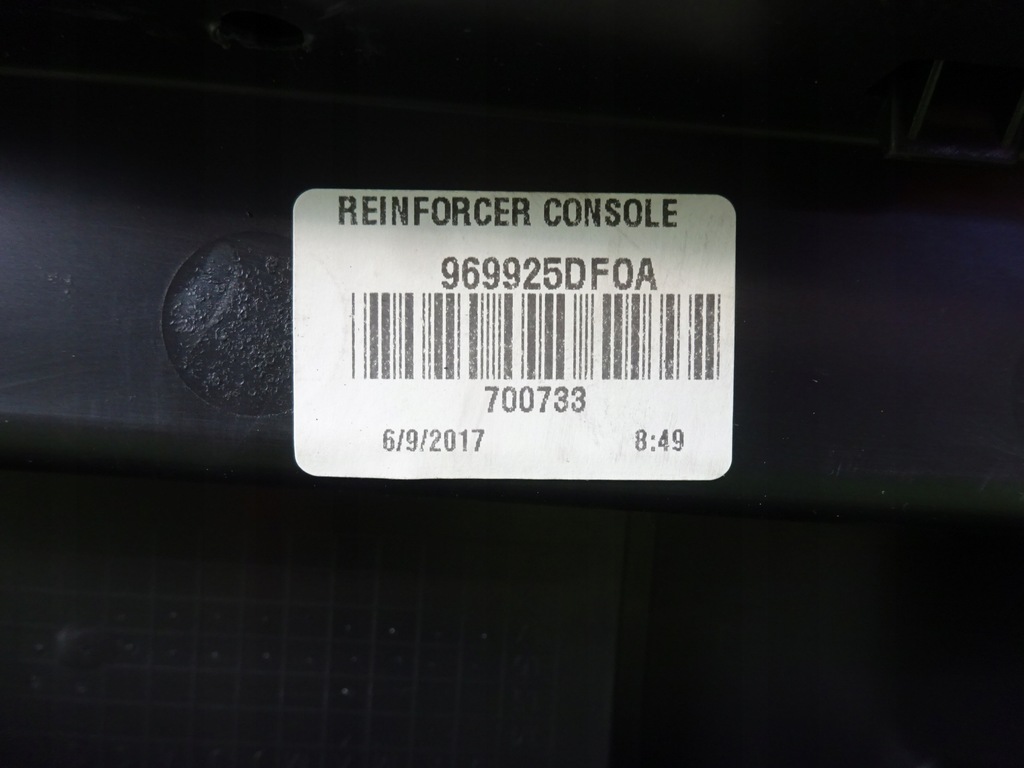 REINFORCER CONSOLE
969925DF0A
700733
6/9/2017 8:49